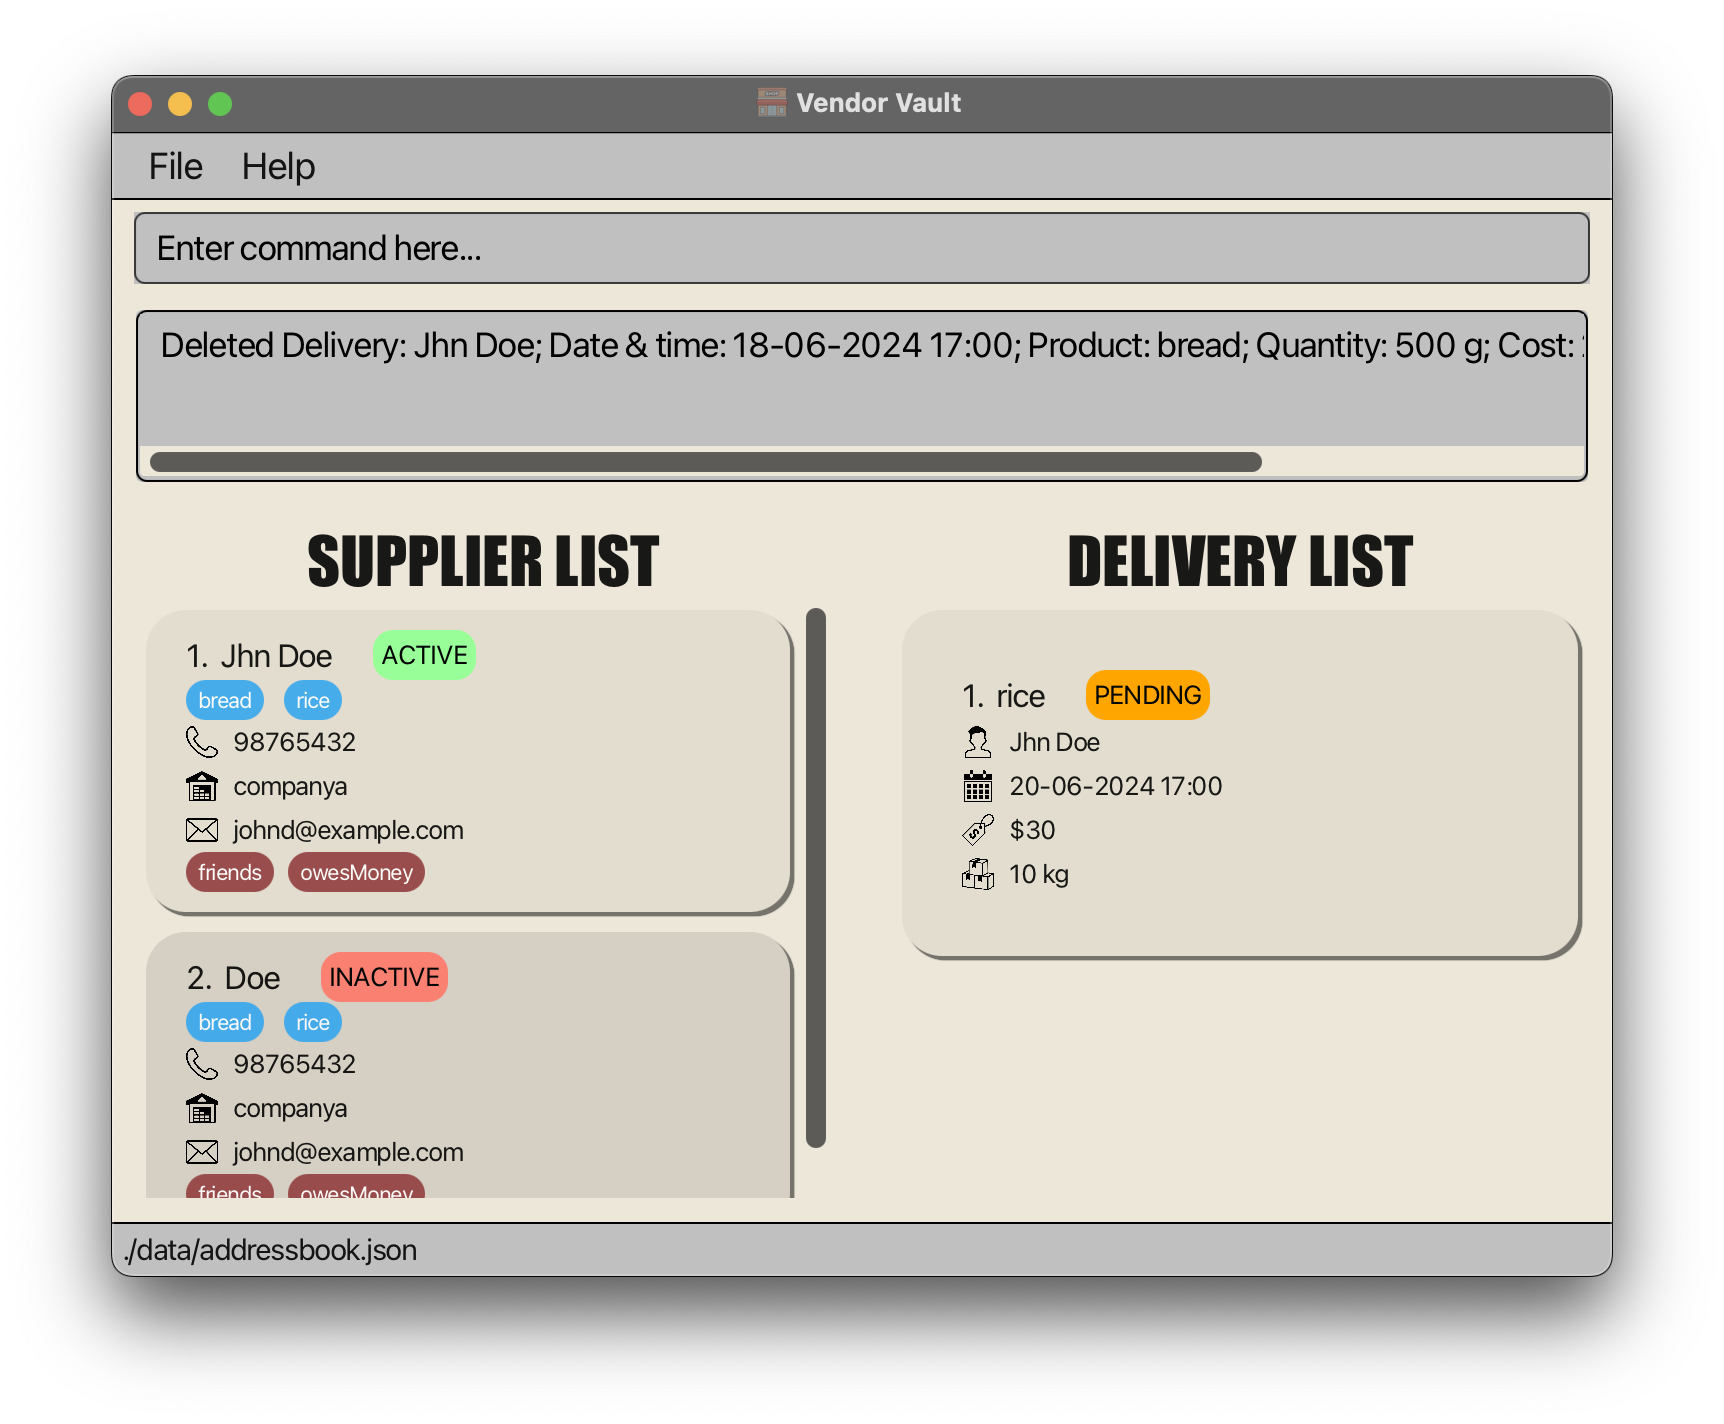 Vendor Vault
File Help
Enter command here...
Deleted Delivery: Jhn Doe; Date & time: 18-06-2024 17:00; Product: bread; Quantity: 500 g; Cost:
SUPPLIER LIST
1. Jhn Doe ACTIVE
bread rice
98765432
companya
johnd@example.com
friends owesMoney
2. Doe INACTIVE
bread rice
98765432
companya
johnd@example.com
friends owesMoney
DELIVERY LIST
1. rice PENDING
Jhn Doe
20-06-2024 17:00
$30
10 kg
./data/addressbook.json